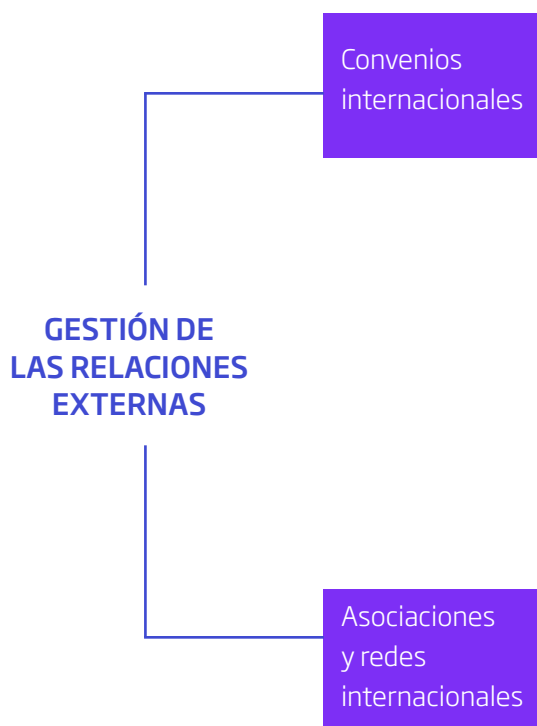 Convenios
internacionales
GESTIÓN DE
LAS RELACIONES
EXTERNAS
Asociaciones
y redes
internacionales